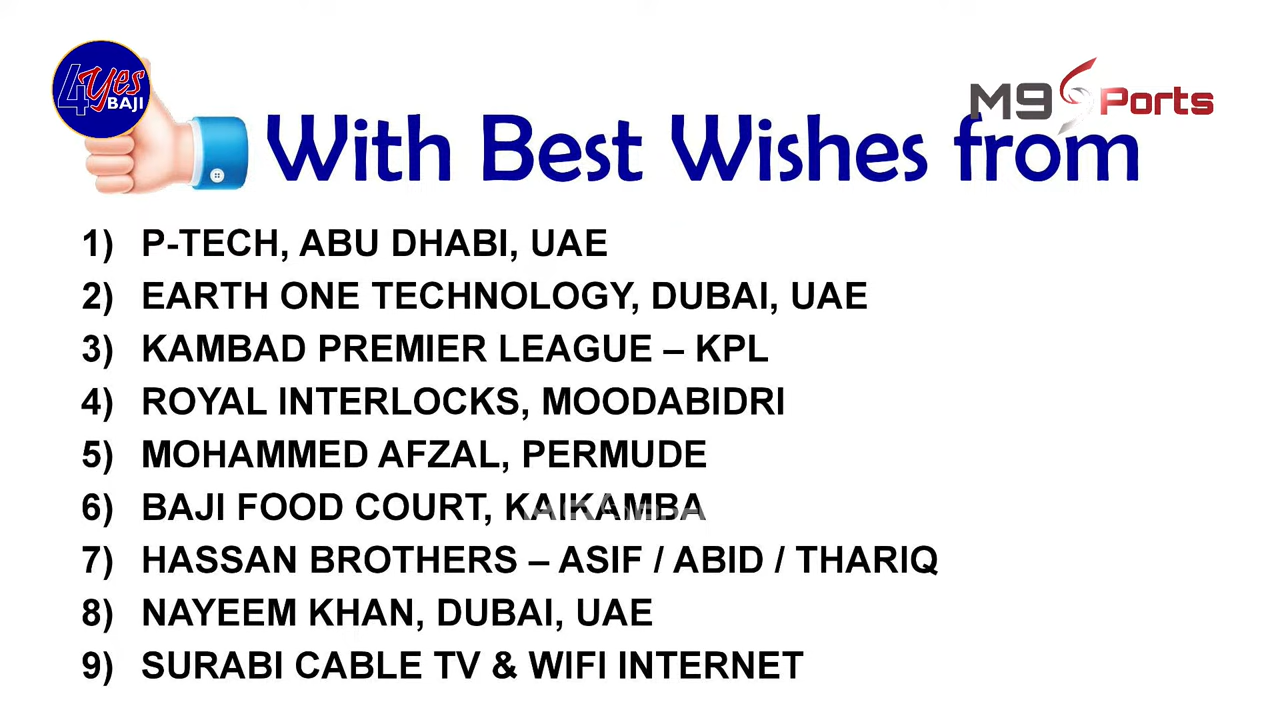 4Yes
BAJI
M9 SPorts
With Best Wishes from
1) P-TECH, ABU DHABI, UAE
2) EARTH ONE TECHNOLOGY, DUBAI, UAE
3) KAMBAD PREMIER LEAGUE – KPL
4) ROYAL INTERLOCKS, MOODABIDRI
5) MOHAMMED AFZAL, PERMUDE
6) BAJI FOOD COURT, KAIKAMBA
7) HASSAN BROTHERS – ASIF / ABID / THARIQ
8) NAYEEM KHAN, DUBAI, UAE
9) SURABI CABLE TV & WIFI INTERNET